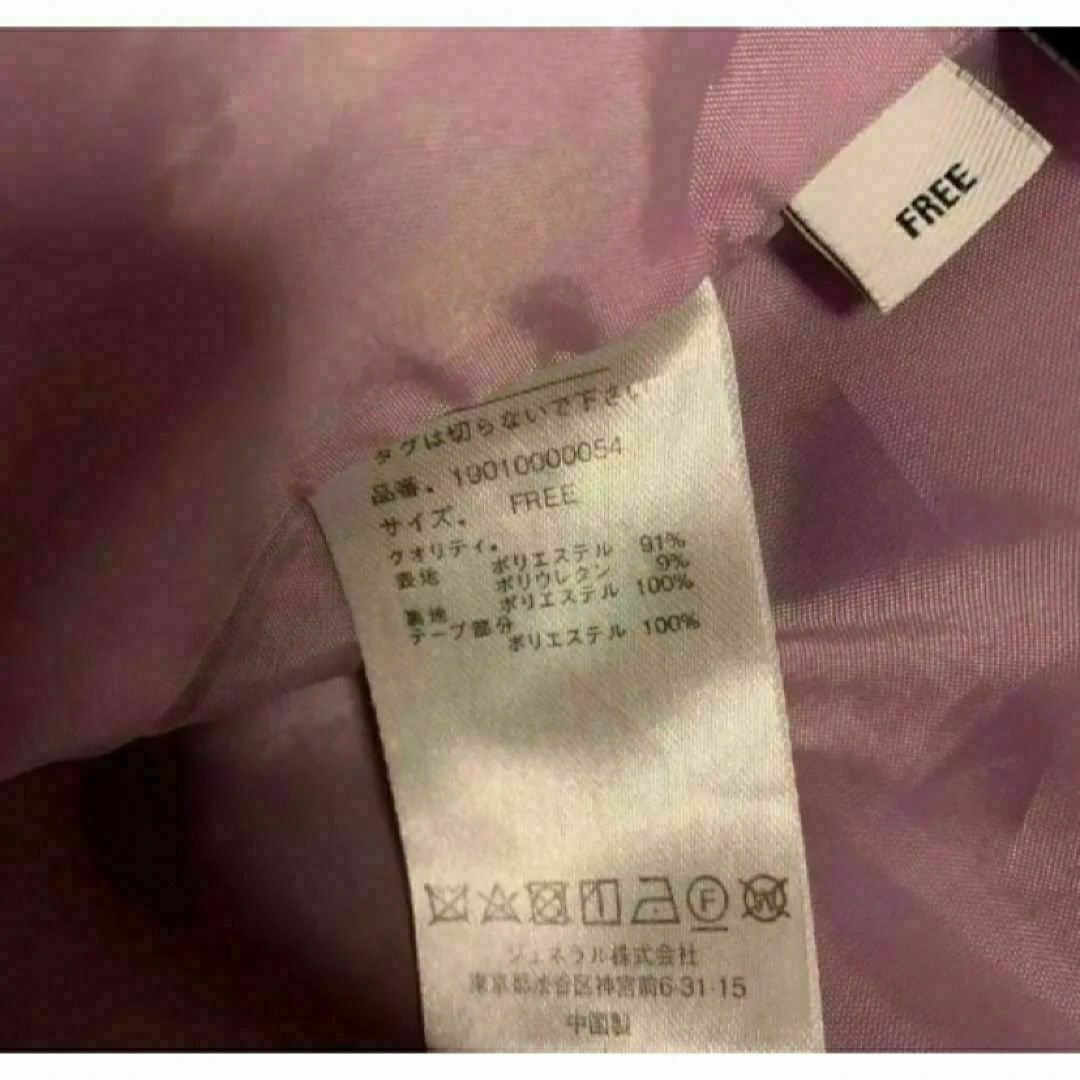 FREE
タグは切らないで下さい
品番. 19010000054
サイズ. FREE
クオリティ.
表地 ポリエステル 91%
ポリウレタン 9%
裏地 ポリエステル 100%
テープ部分
ポリエステル 100%
F
W
ジェネラル株式会社
東京都渋谷区神宮前6-31-15
中国製